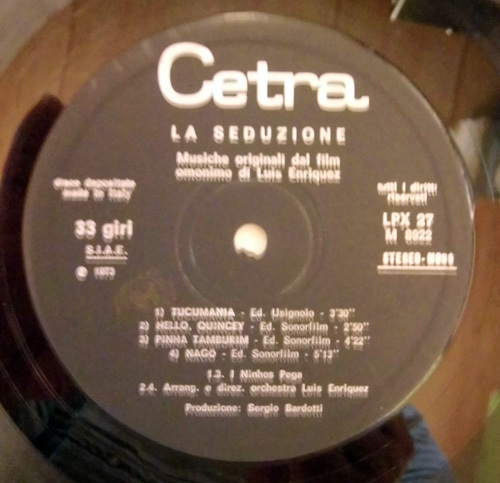 Cetra
LA SEDUZIONE
Musiche originali dal film
omonimo di Luis Enriquez
disco depositato
made in Italy
33 giri
S.I.A.E.
℗ 1973
tutti i diritti
riservati
LPX 27
M 0022
STEREO-MONO
1) TUCUMANIA - Ed. Usignolo - 3'30"
2) HELLO, QUINCEY - Ed. Sonorfilm - 2'50"
3) PINHA TAMBURIM - Ed. Sonorfilm - 4'22"
4) NAGO - Ed. Sonorfilm - 5'13"
1.3. I Ninhos Pega
2.4. Arrang. e direz. orchestra Luis Enriquez
Produzione: Sergio Bardotti